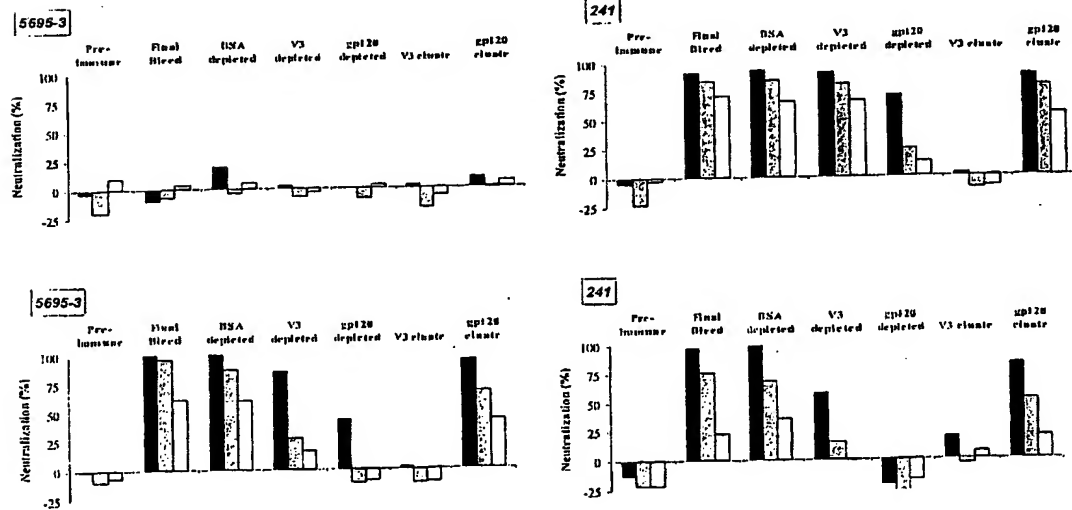 5695-3
Pre-Immune
Final Bleed
BSA depleted
V3 depleted
gp120 depleted
V3 eluate
gp120 eluate
Neutralization (%)
100
75
50
25
0
-25
241
Pre-Immune
Final Bleed
BSA depleted
V3 depleted
gp120 depleted
V3 eluate
gp120 eluate
Neutralization (%)
100
75
50
25
0
-25
5695-3
Pre-Immune
Final Bleed
BSA depleted
V3 depleted
gp120 depleted
V3 eluate
gp120 eluate
Neutralization (%)
100
75
50
25
0
-25
241
Pre-Immune
Final Bleed
BSA depleted
V3 depleted
gp120 depleted
V3 eluate
gp120 eluate
Neutralization (%)
100
75
50
25
0
-25